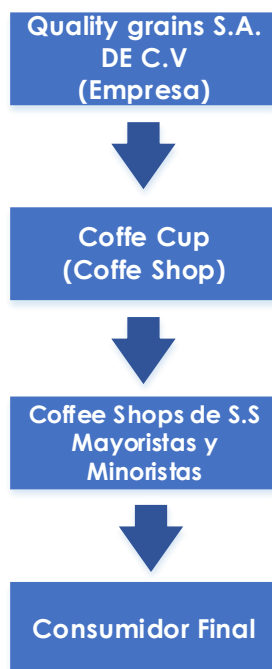 Quality grains S.A.
DE C.V
(Empresa)
Coffe Cup
(Coffe Shop)
Coffee Shops de S.S
Mayoristas y
Minoristas
Consumidor Final